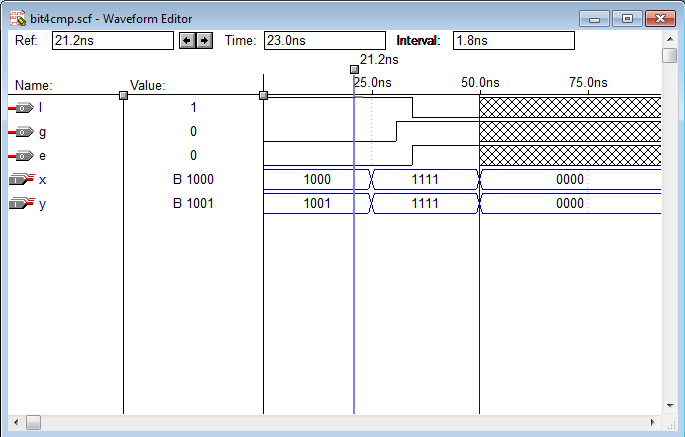 bit4cmp.scf - Waveform Editor
Ref: 21.2ns Time: 23.0ns Interval: 1.8ns
21.2ns
25.0ns 50.0ns 75.0ns
Name: Value:
l 1
g 0
e 0
x B 1000 1000 1111 0000
y B 1001 1001 1111 0000